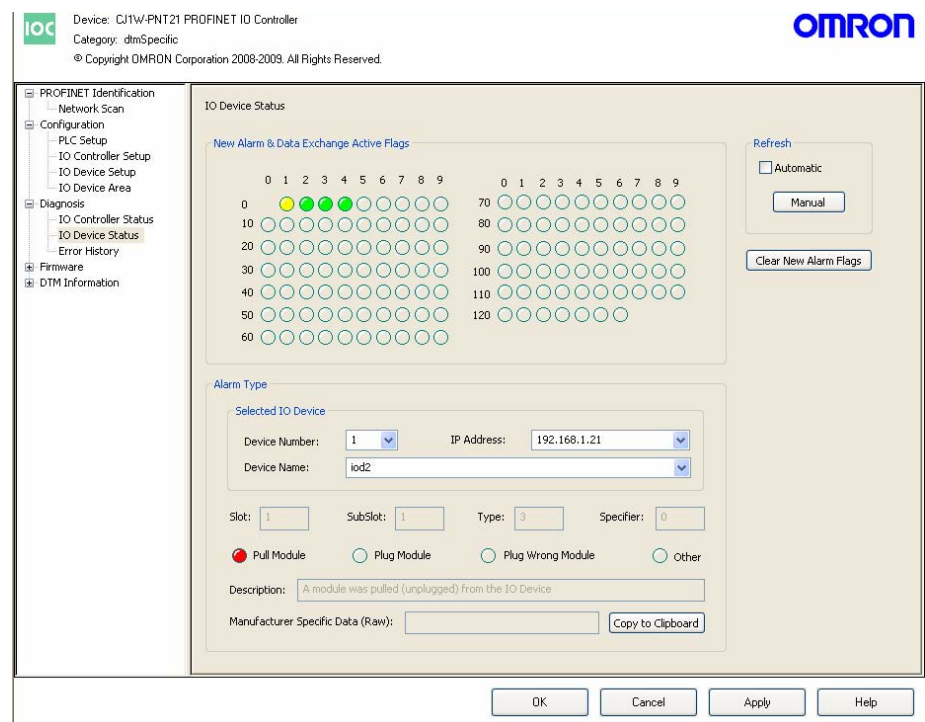 IOC
Device: CJ1W-PNT21 PROFINET IO Controller
OMRON
Category: dtmSpecific
© Copyright OMRON Corporation 2008-2009. All Rights Reserved.
PROFINET Identification
Network Scan
Configuration
PLC Setup
IO Controller Setup
IO Device Setup
IO Device Area
Diagnosis
IO Controller Status
IO Device Status
Error History
Firmware
DTM Information
IO Device Status
New Alarm & Data Exchange Active Flags
0 1 2 3 4 5 6 7 8 9
0
10
20
30
40
50
60
0 1 2 3 4 5 6 7 8 9
70
80
90
100
110
120
Refresh
Automatic
Manual
Clear New Alarm Flags
Alarm Type
Selected IO Device
Device Number: 1 IP Address: 192.168.1.21
Device Name: iod2
Slot: 1 SubSlot: 1 Type: 3 Specifier: 0
Pull Module Plug Module Plug Wrong Module Other
Description: A module was pulled (unplugged) from the IO Device
Manufacturer Specific Data (Raw): Copy to Clipboard
OK Cancel Apply Help